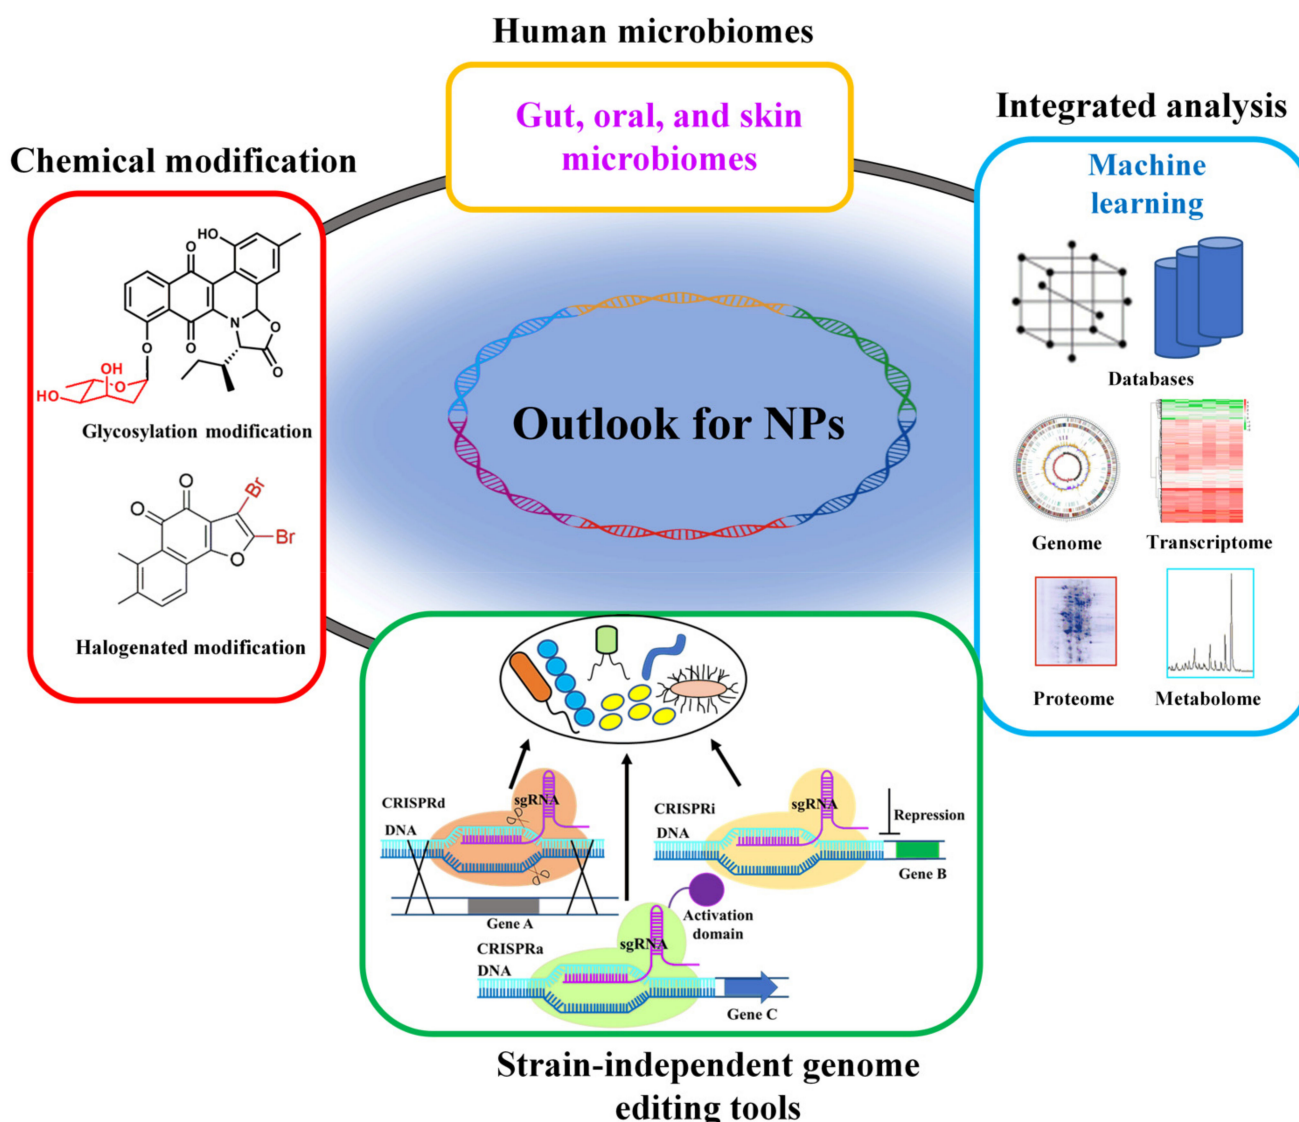 Human microbiomes
Gut, oral, and skin
microbiomes
Chemical modification
HO
O
O
N
O
O
O
OH
O
HO
Glycosylation modification
O
O
Br
Br
O
Halogenated modification
Integrated analysis
Machine
learning
Databases
Genome
Transcriptome
Proteome
Metabolome
Outlook for NPs
CRISPRd
DNA
sgRNA
Gene A
CRISPRi
DNA
sgRNA
Repression
Gene B
CRISPRa
DNA
sgRNA
Activation
domain
Gene C
Strain-independent genome
editing tools